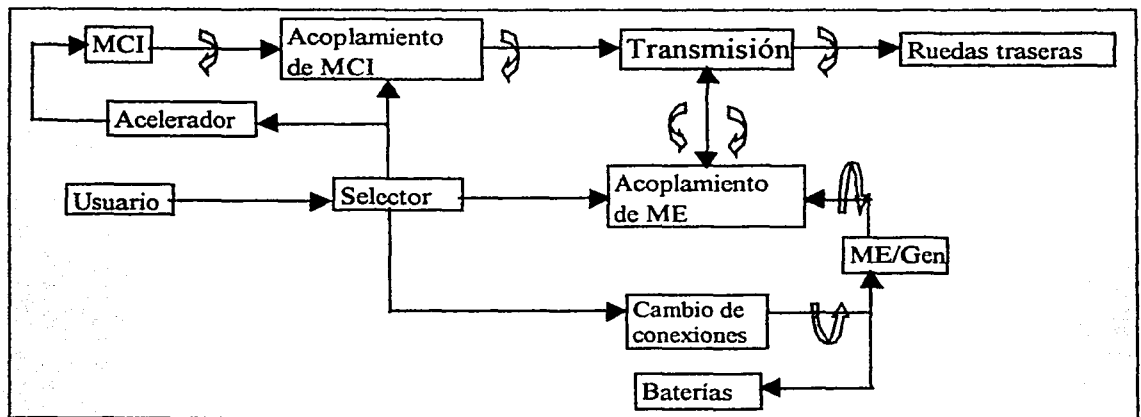 MCI
Acoplamiento
de MCI
Transmisión
Ruedas traseras
Acelerador
Usuario
Selector
Acoplamiento
de ME
ME/Gen
Cambio de
conexiones
Baterías